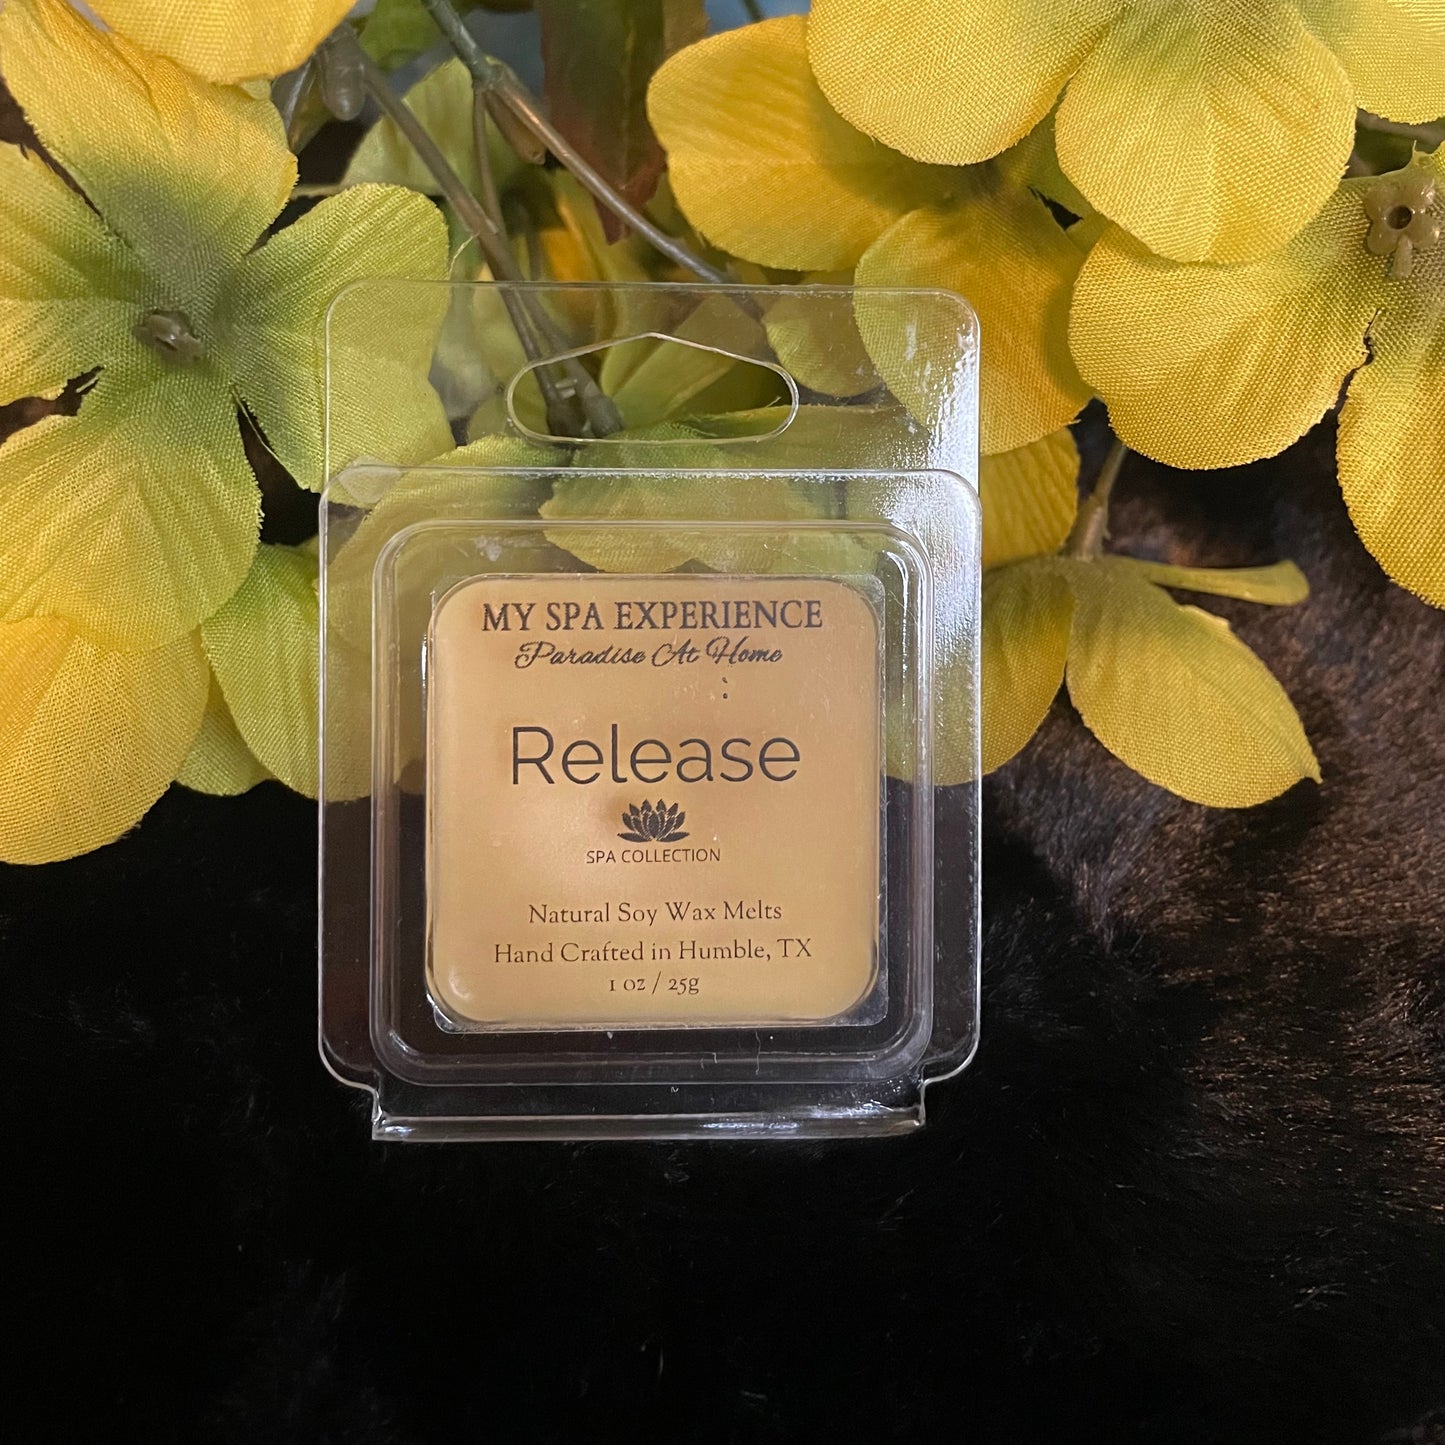 MY SPA EXPERIENCE
Paradise At Home
Release
SPA COLLECTION
Natural Soy Wax Melts
Hand Crafted in Humble, TX
1 oz / 25g